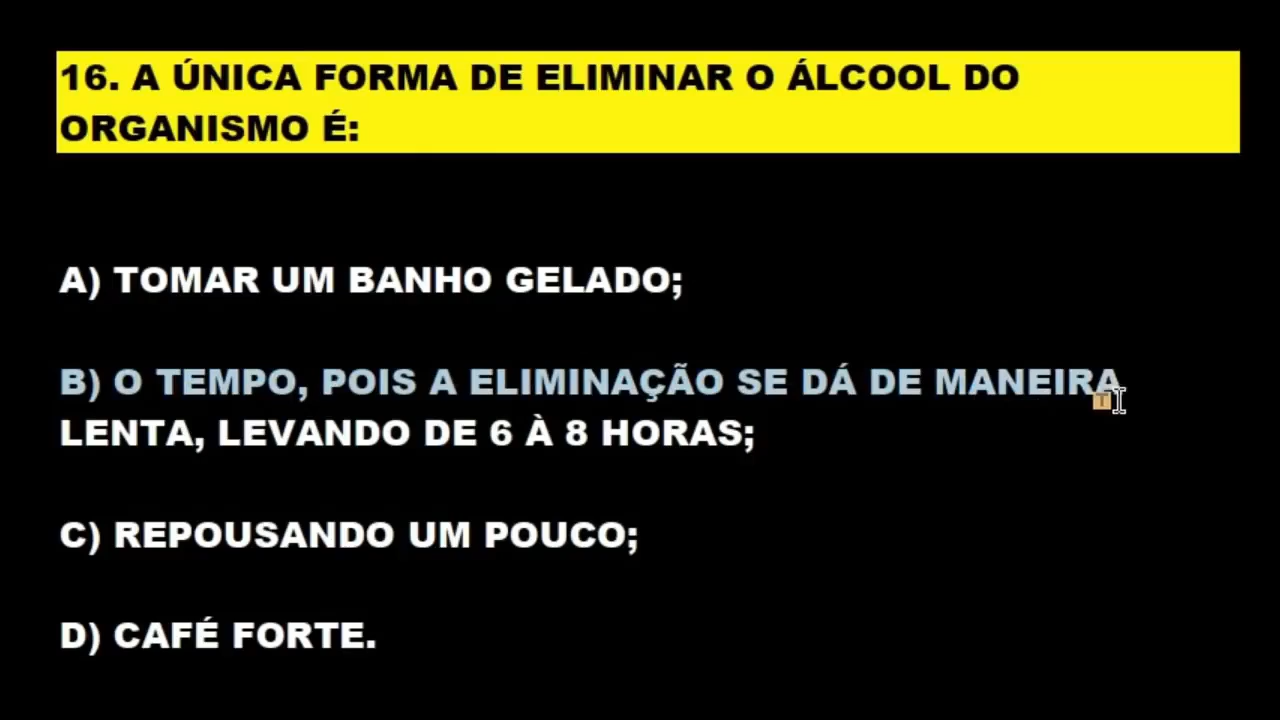 16. A ÚNICA FORMA DE ELIMINAR O ÁLCOOL DO
ORGANISMO É:
A) TOMAR UM BANHO GELADO;
B) O TEMPO, POIS A ELIMINAÇÃO SE DÁ DE MANEIRA
LENTA, LEVANDO DE 6 À 8 HORAS;
C) REPOUSANDO UM POUCO;
D) CAFÉ FORTE.